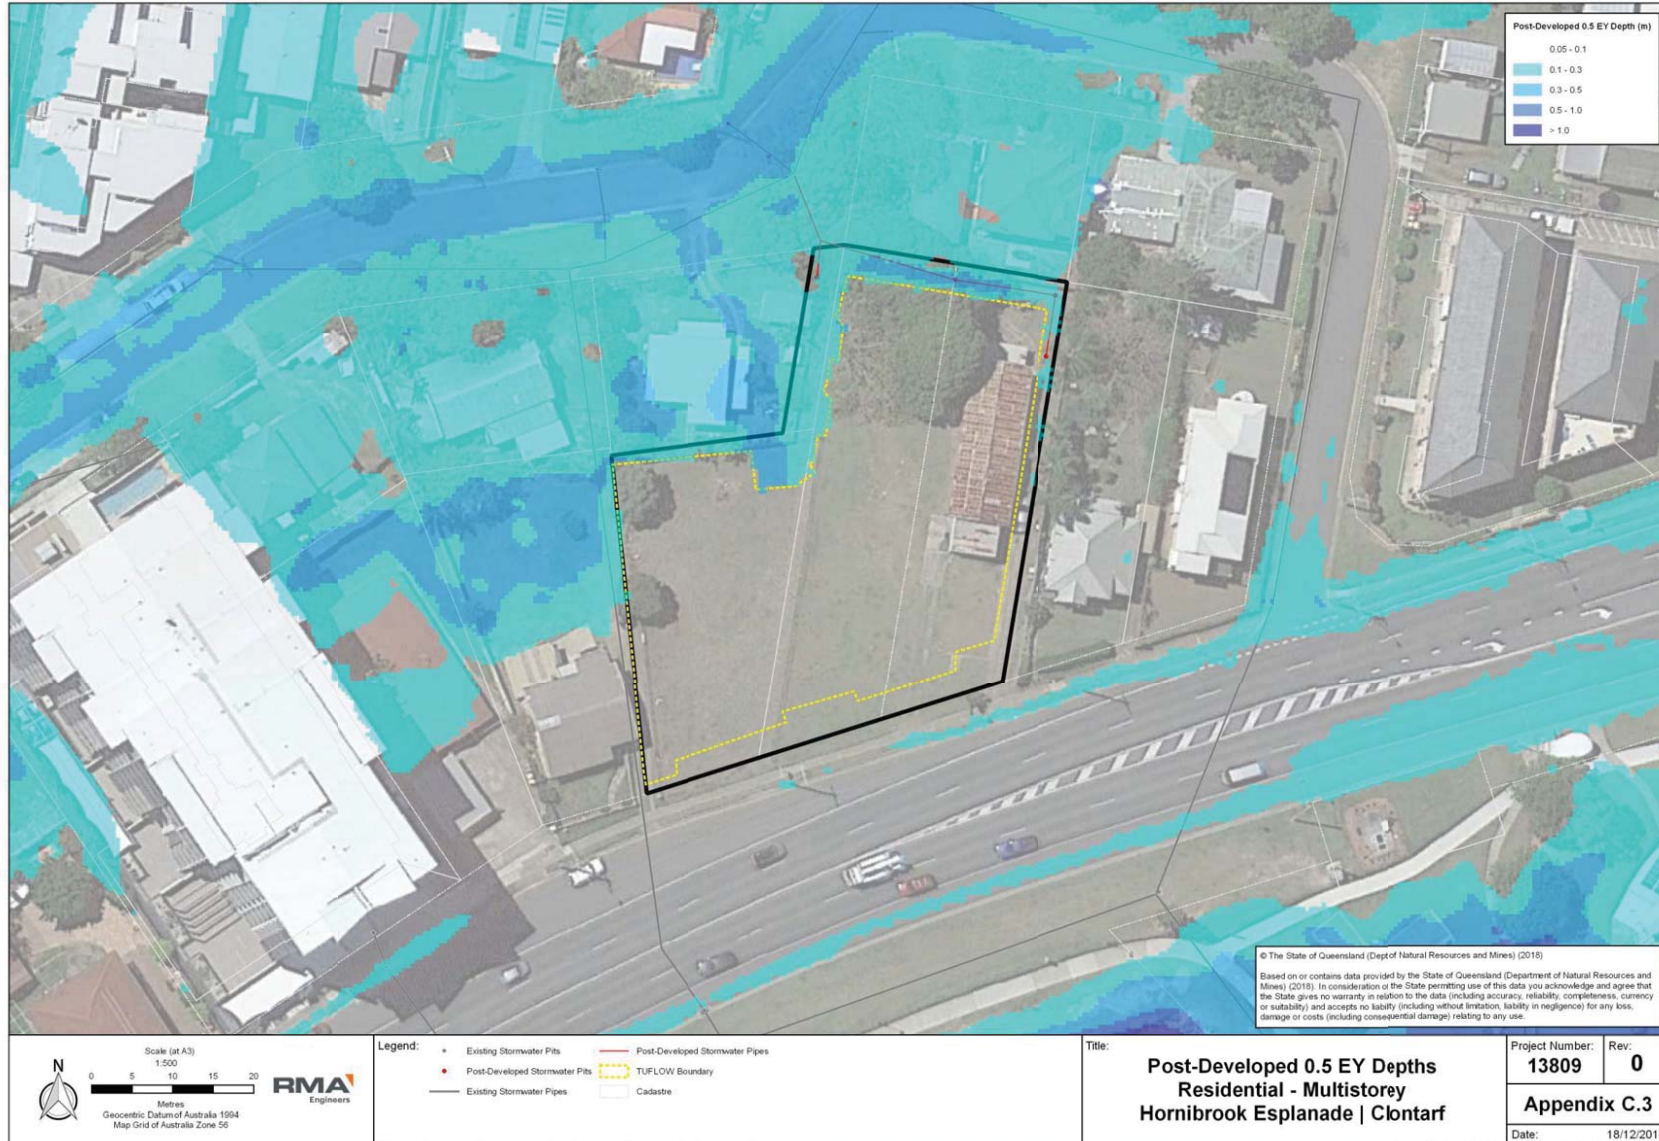 Post-Developed 0.5 EY Depth (m)
0.05 - 0.1
0.1 - 0.3
0.3 - 0.5
0.5 - 1.0
> 1.0
© The State of Queensland (Dept of Natural Resources and Mines) (2018)
Based on or contains data provided by the State of Queensland (Department of Natural Resources and
Mines) (2018). In consideration of the State permitting use of this data you acknowledge and agree that
the State gives no warranty in relation to the data (including accuracy, reliability, completeness, currency
or suitability) and accepts no liability (including without limitation, liability in negligence) for any loss,
damage or costs (including consequential damage) relating to any use.
N
Scale (at A3)
1:500
0 5 10 15 20
Metres
Geocentric Datum of Australia 1994
Map Grid of Australia Zone 56
RMA
Engineers
Legend:
Existing Stormwater Pits
Post-Developed Stormwater Pits
Existing Stormwater Pipes
Post-Developed Stormwater Pipes
TUFLOW Boundary
Cadastre
Title:
Post-Developed 0.5 EY Depths
Residential - Multistorey
Hornibrook Esplanade | Clontarf
Project Number:
13809
Rev:
0
Appendix C.3
Date: 18/12/201